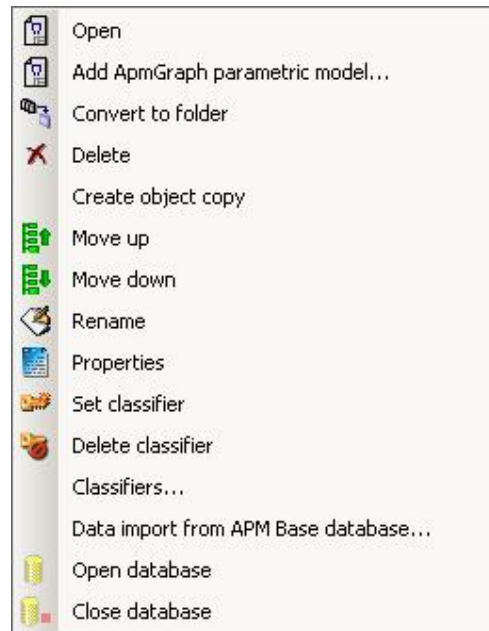 Open
Add ApmGraph parametric model...
Convert to folder
Delete
Create object copy
Move up
Move down
Rename
Properties
Set classifier
Delete classifier
Classifiers...
Data import from APM Base database...
Open database
Close database